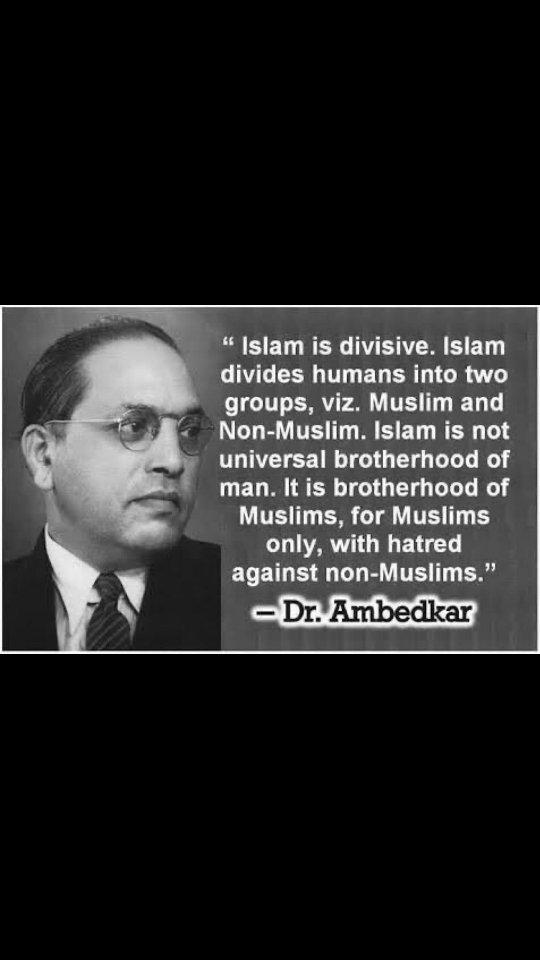 “ Islam is divisive. Islam
divides humans into two
groups, viz. Muslim and
Non-Muslim. Islam is not
universal brotherhood of
man. It is brotherhood of
Muslims, for Muslims
only, with hatred
against non-Muslims.”
– Dr. Ambedkar